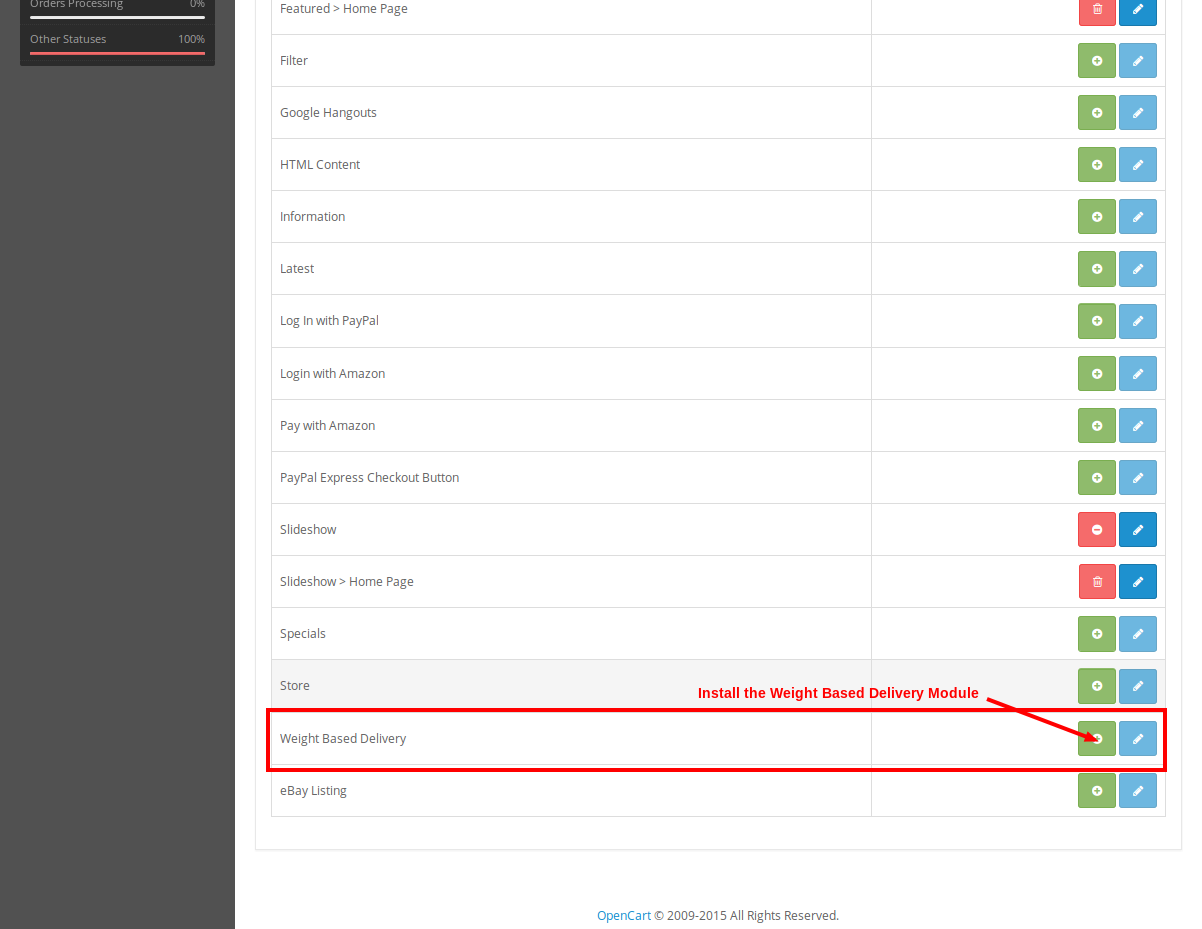 Orders Processing 0%
Other Statuses 100%
Featured > Home Page
Filter
Google Hangouts
HTML Content
Information
Latest
Log In with PayPal
Login with Amazon
Pay with Amazon
PayPal Express Checkout Button
Slideshow
Slideshow > Home Page
Specials
Store
Install the Weight Based Delivery Module
Weight Based Delivery
eBay Listing
OpenCart © 2009-2015 All Rights Reserved.